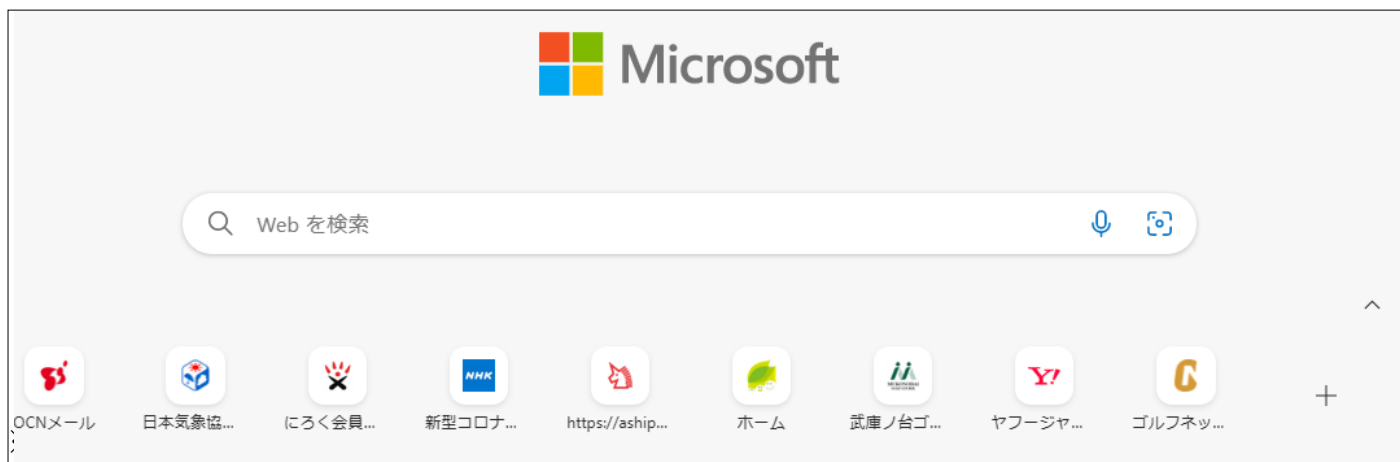 Microsoft
Web を検索
NHK
MUKONODAI
Y!
OCNメール
日本気象協...
にろく会員...
新型コロナ...
https://aship...
ホーム
武庫ノ台ゴ...
ヤフージャ...
ゴルフネッ...